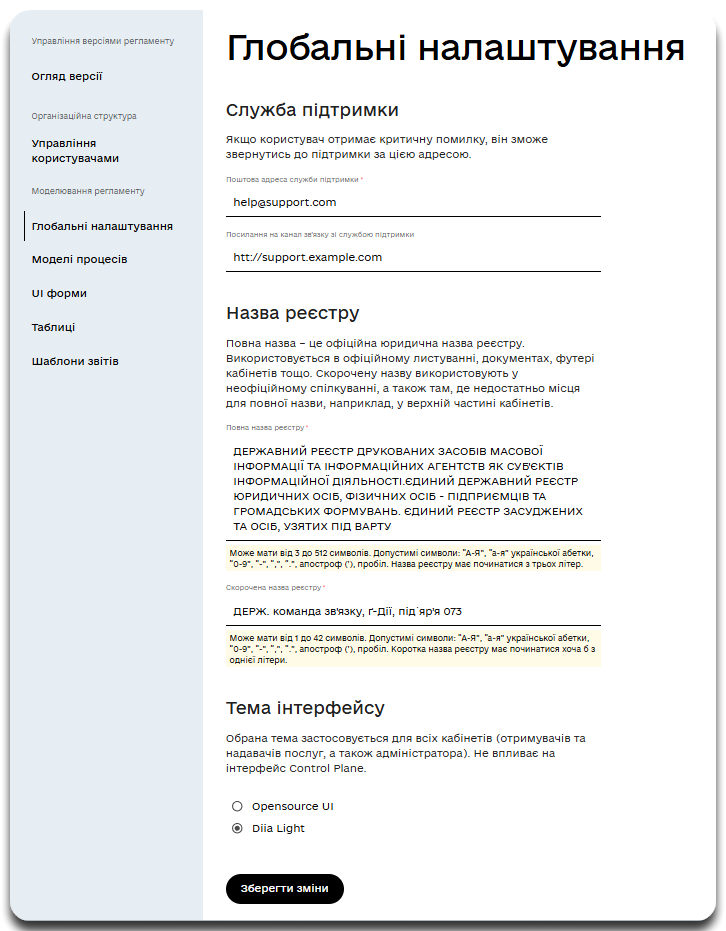 Управління версіями регламенту
Огляд версії
Організаційна структура
Управління
користувачами
Моделювання регламенту
Глобальні налаштування
Моделі процесів
UI форми
Таблиці
Шаблони звітів
Глобальні налаштування
Служба підтримки
Якщо користувач отримає критичну помилку, він зможе
звернутись до підтримки за цією адресою.
Поштова адреса служби підтримки *
help@support.com
Посилання на канал зв'язку зі службою підтримки
htt://support.example.com
Назва реєстру
Повна назва – це офіційна юридична назва реєстру.
Використовується в офіційному листуванні, документах, футері
кабінетів тощо. Скорочену назву використовують у
неофіційному спілкуванні, а також там, де недостатньо місця
для повної назви, наприклад, у верхній частині кабінетів.
Повна назва реєстру *
ДЕРЖАВНИЙ РЕЄСТР ДРУКОВАНИХ ЗАСОБІВ МАСОВОЇ
ІНФОРМАЦІЇ ТА ІНФОРМАЦІЙНИХ АГЕНТСТВ ЯК СУБ'ЄКТІВ
ІНФОРМАЦІЙНОЇ ДІЯЛЬНОСТІ.ЄДИНИЙ ДЕРЖАВНИЙ РЕЄСТР
ЮРИДИЧНИХ ОСІБ, ФІЗИЧНИХ ОСІБ - ПІДПРИЄМЦІВ ТА
ГРОМАДСЬКИХ ФОРМУВАНЬ. ЄДИНИЙ РЕЄСТР ЗАСУДЖЕНИХ
ТА ОСІБ, УЗЯТИХ ПІД ВАРТУ
Може мати від 3 до 512 символів. Допустимі символи: "А-Я", "а-я" української абетки,
"0-9", "-", ",", ".", апостроф ('), пробіл. Назва реєстру має починатися з трьох літер.
Скорочена назва реєстру *
ДЕРЖ. команда зв'язку, ґ-Дії, під`яр'я 073
Може мати від 1 до 42 символів. Допустимі символи: "А-Я", "а-я" української абетки,
"0-9", "-", ",", ".", апостроф ('), пробіл. Коротка назва реєстру має починатися хоча б з
однієї літери.
Тема інтерфейсу
Обрана тема застосовується для всіх кабінетів (отримувачів та
надавачів послуг, а також адміністратора). Не впливає на
інтерфейс Control Plane.
Opensource UI
Diia Light
Зберегти зміни